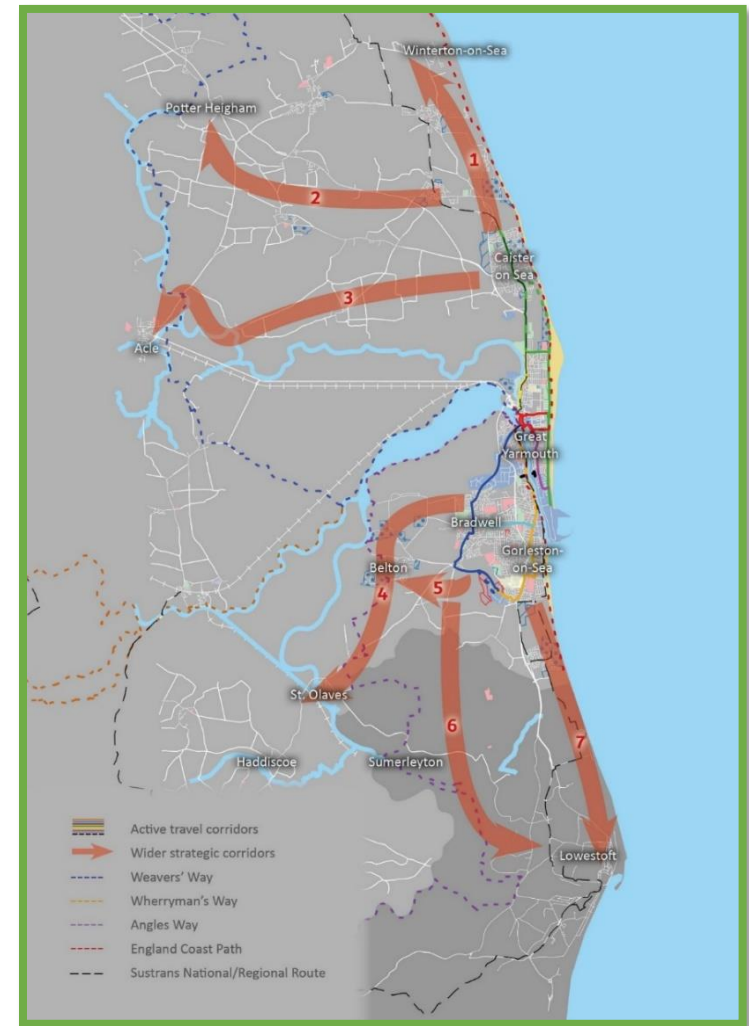 Winterton-on-Sea
Potter Heigham
1
2
Caister
on Sea
3
Acle
Great
Yarmouth
Bradwell
Gorleston-
on-Sea
Belton
4
5
St. Olaves
6
7
Haddiscoe
Sumerleyton
Lowestoft
Active travel corridors
Wider strategic corridors
Weavers' Way
Wherryman's Way
Angles Way
England Coast Path
Sustrans National/Regional Route